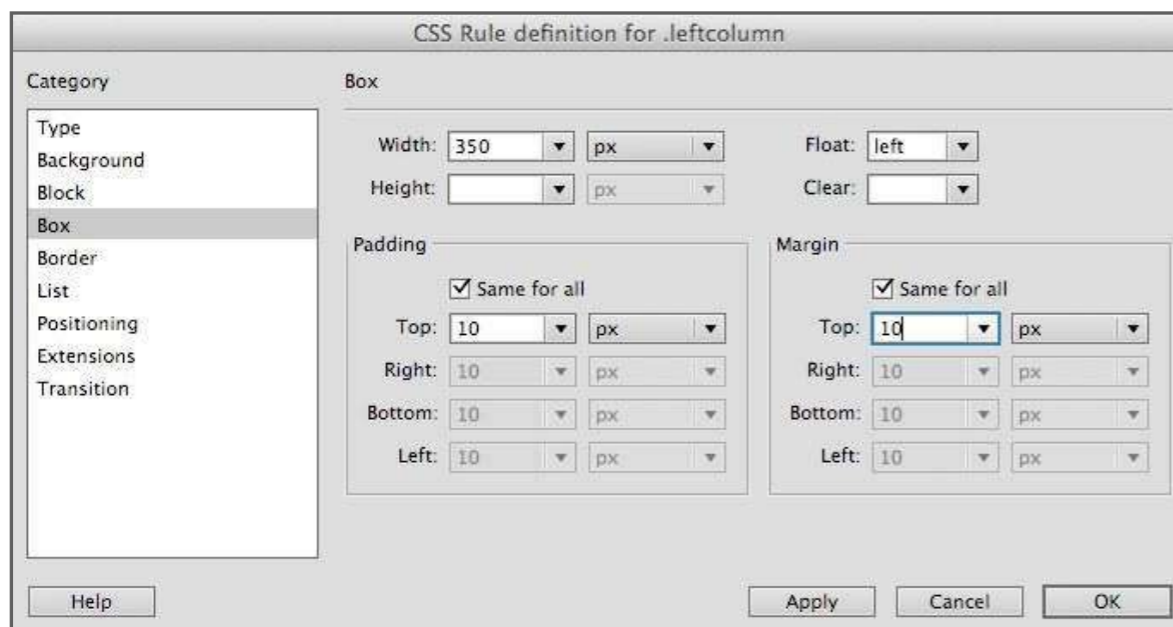 CSS Rule definition for .leftcolumn
Category
Type
Background
Block
Box
Border
List
Positioning
Extensions
Transition
Box
Width: 350 px Float: left
Height: px Clear:
Padding
Same for all
Top: 10 px
Right: 10 px
Bottom: 10 px
Left: 10 px
Margin
Same for all
Top: 10 px
Right: 10 px
Bottom: 10 px
Left: 10 px
Help Apply Cancel OK